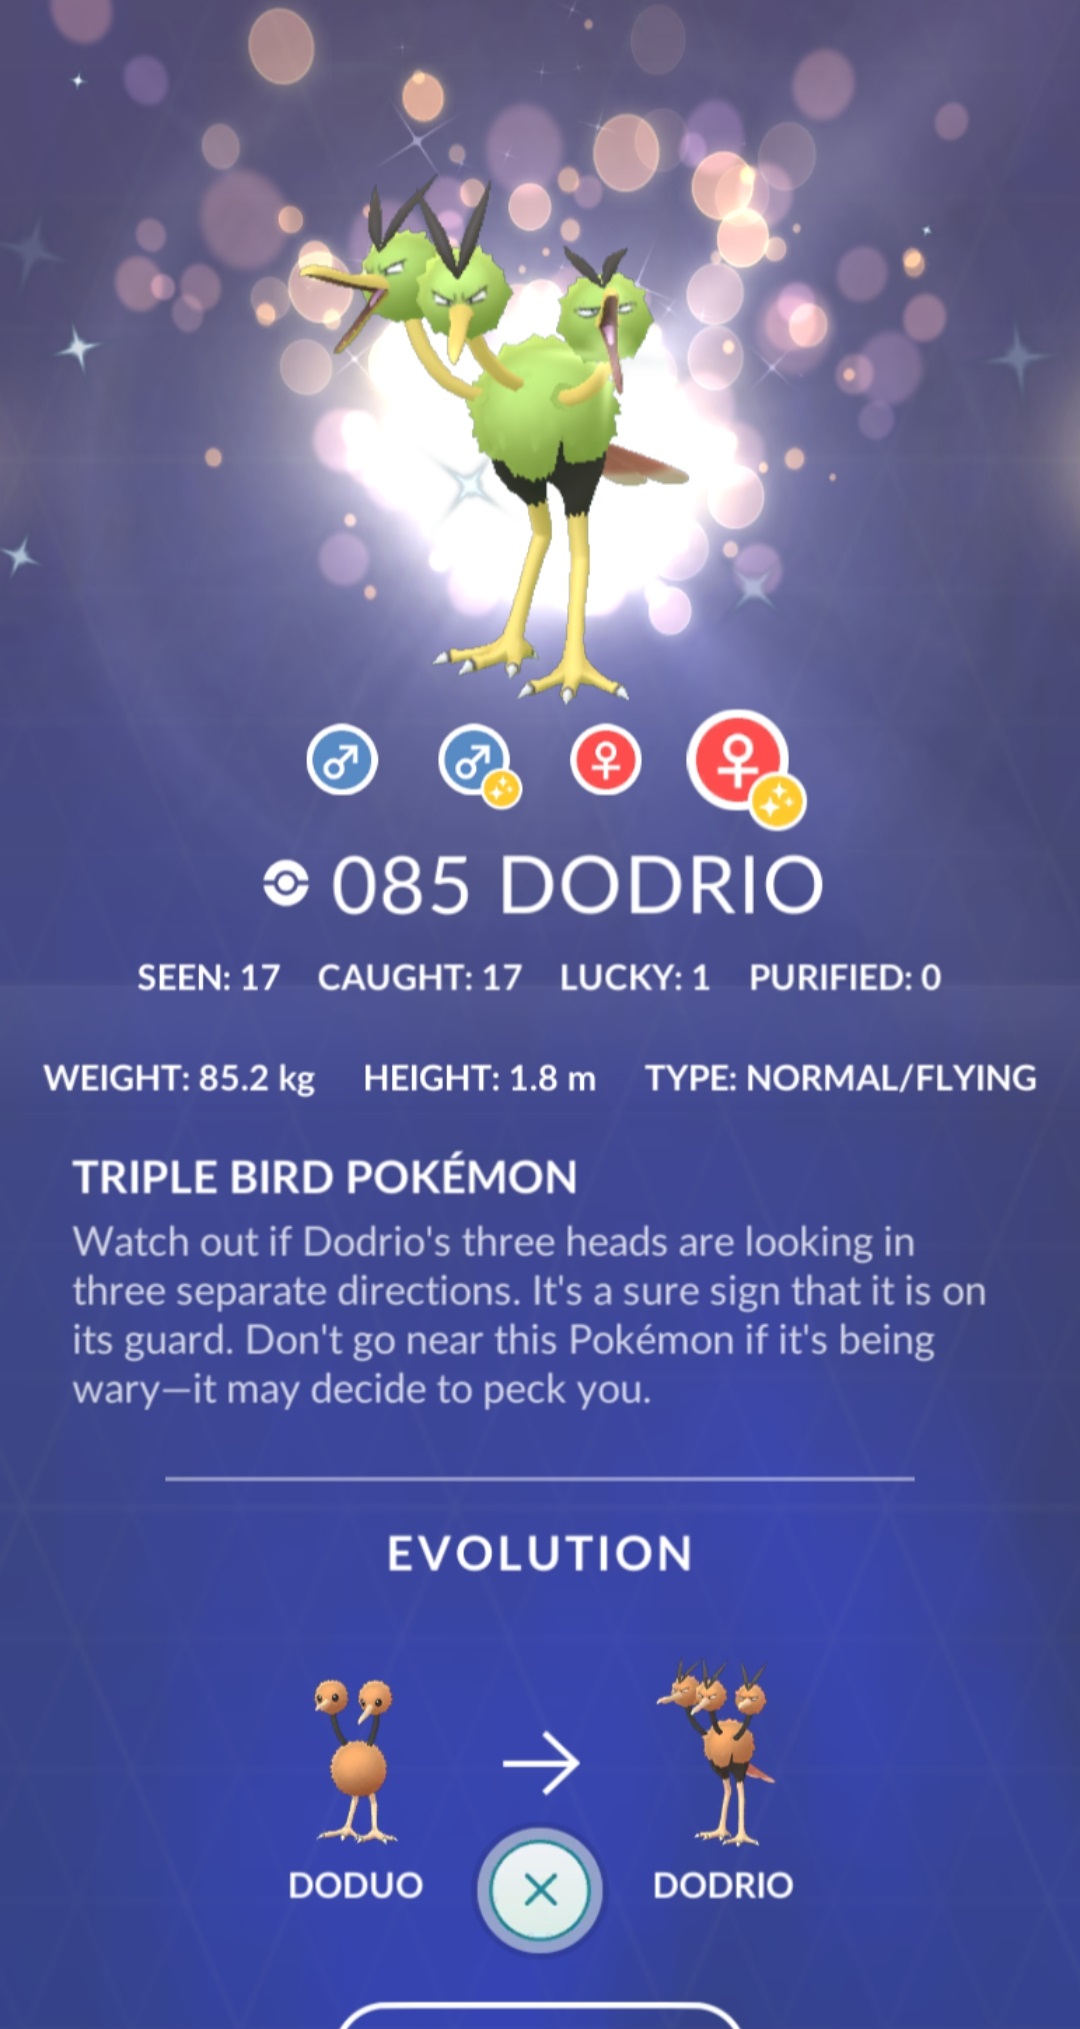 085 DODRIO
SEEN: 17 CAUGHT: 17 LUCKY: 1 PURIFIED: 0
WEIGHT: 85.2 kg HEIGHT: 1.8 m TYPE: NORMAL/FLYING
TRIPLE BIRD POKÉMON
Watch out if Dodrio's three heads are looking in
three separate directions. It's a sure sign that it is on
its guard. Don't go near this Pokémon if it's being
wary—it may decide to peck you.
EVOLUTION
DODUO DODRIO